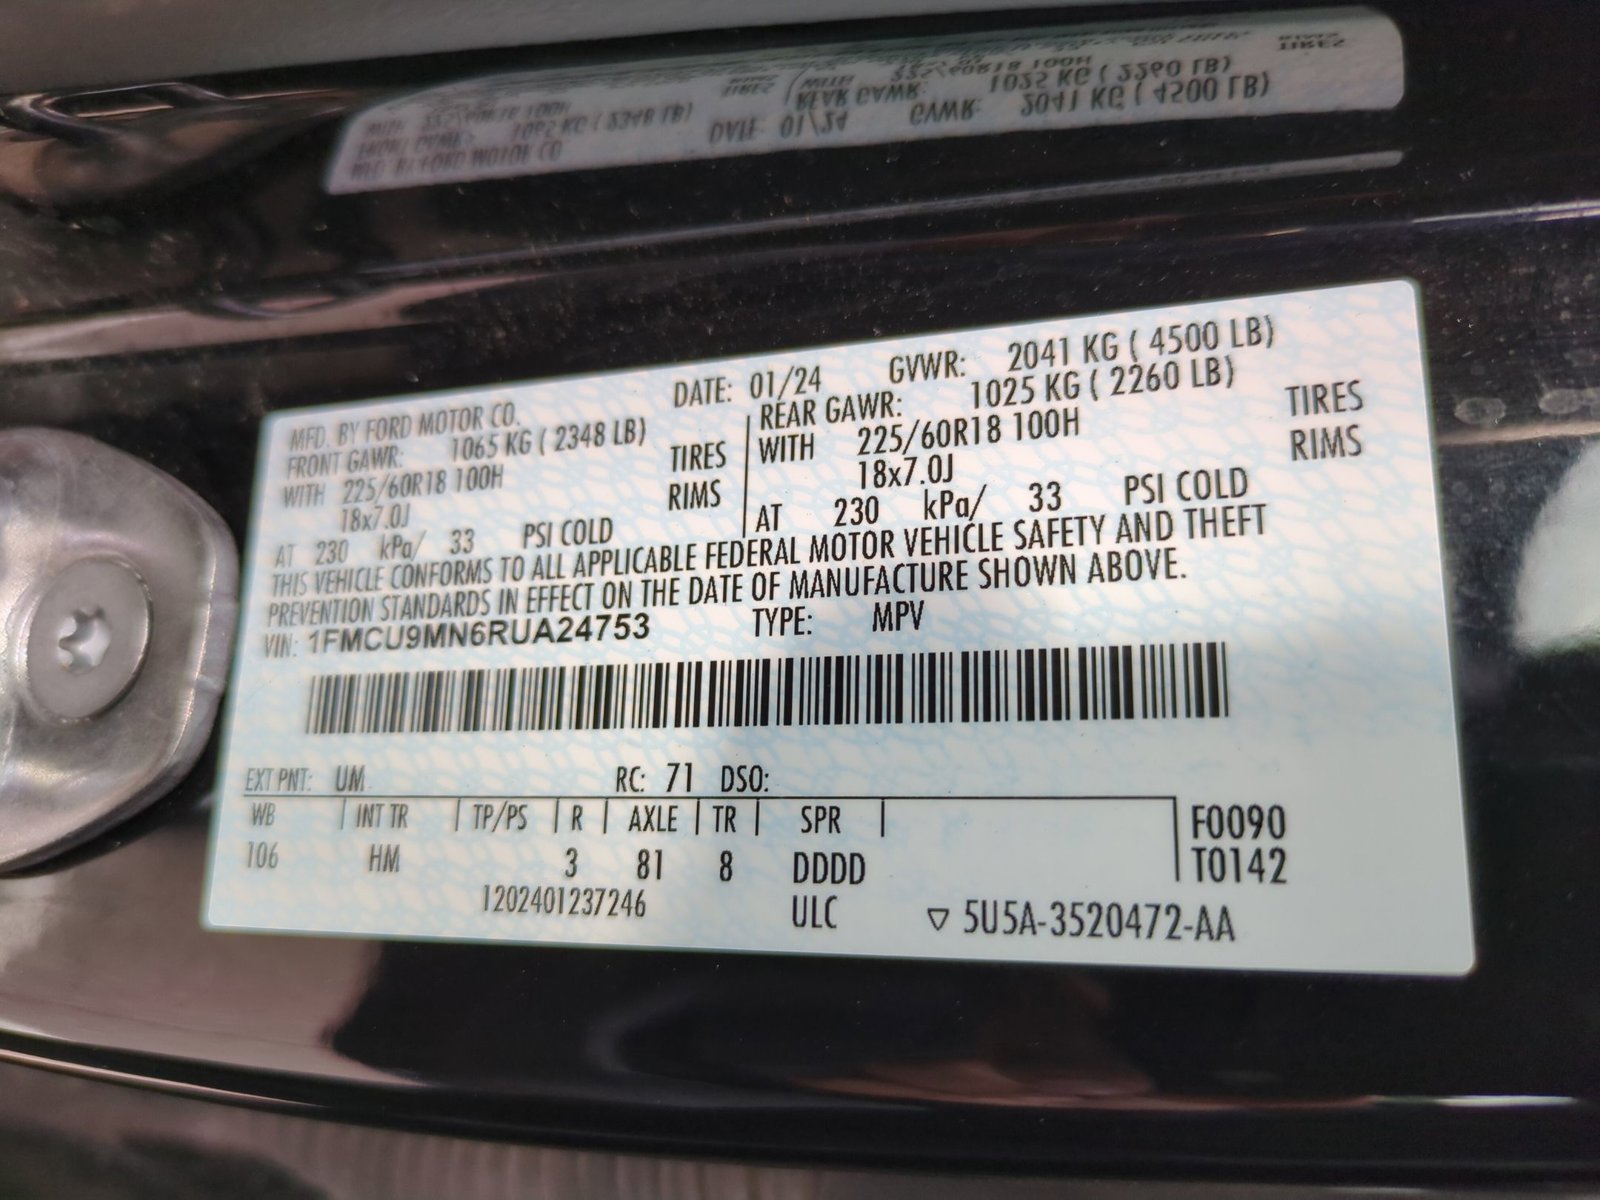 MFD. BY FORD MOTOR CO. DATE: 01/24 GVWR: 2041 KG ( 4500 LB)
FRONT GAWR: 1065 KG ( 2348 LB) REAR GAWR: 1025 KG ( 2260 LB)
WITH 225/60R18 100H TIRES WITH 225/60R18 100H TIRES
18x7.0J RIMS 18x7.0J RIMS
AT 230 kPa/ 33 PSI COLD AT 230 kPa/ 33 PSI COLD
THIS VEHICLE CONFORMS TO ALL APPLICABLE FEDERAL MOTOR VEHICLE SAFETY AND THEFT
PREVENTION STANDARDS IN EFFECT ON THE DATE OF MANUFACTURE SHOWN ABOVE.
VIN: 1FMCU9MN6RUA24753 TYPE: MPV
EXT PNT: UM RC: 71 DSO:
WB | INT TR | TP/PS | R | AXLE | TR | SPR | F0090
106 HM 3 81 8 DDDD T0142
1202401237246 ULC ▽ 5U5A-3520472-AA